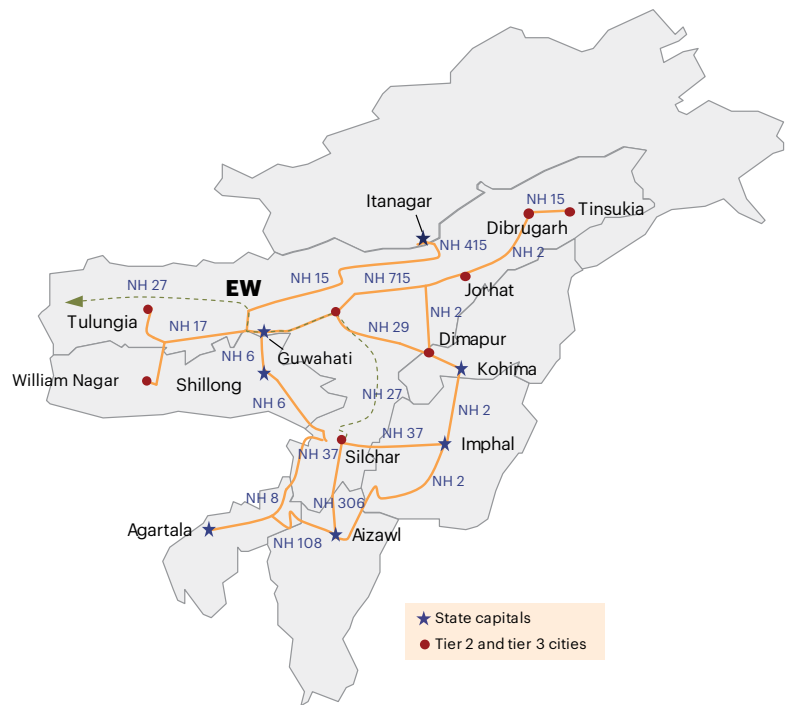 NH 15
Tinsukia
Itanagar
Dibrugarh
NH 415
NH 2
NH 15
NH 715
NH 27
EW
Jorhat
NH 2
Tulungia
NH 17
NH 29
Dimapur
NH 6
Guwahati
Kohima
William Nagar
Shillong
NH 27
NH 6
NH 2
NH 37
Imphal
NH 37
Silchar
NH 2
NH 8
NH 306
Agartala
Aizawl
NH 108
State capitals
Tier 2 and tier 3 cities